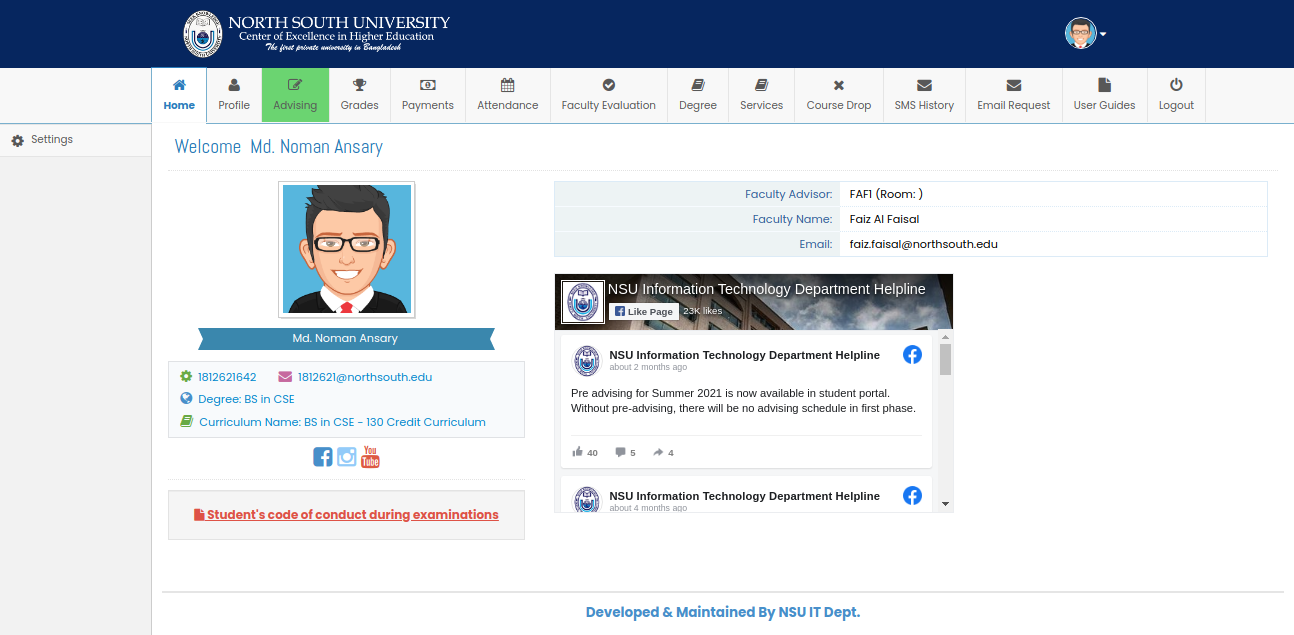 NORTH SOUTH UNIVERSITY
Center of Excellence in Higher Education
The first private university in Bangladesh
Home Profile Advising Grades Payments Attendance Faculty Evaluation Degree Services Course Drop SMS History Email Request User Guides Logout
Settings
Welcome Md. Noman Ansary
Md. Noman Ansary
1812621642 1812621@northsouth.edu
Degree: BS in CSE
Curriculum Name: BS in CSE - 130 Credit Curriculum
You
Tube
Student's code of conduct during examinations
Faculty Advisor: FAF1 (Room: )
Faculty Name: Faiz Al Faisal
Email: faiz.faisal@northsouth.edu
NSU Information Technology Department Helpline
Like Page 23K likes
NSU Information Technology Department Helpline
about 2 months ago
Pre advising for Summer 2021 is now available in student portal.
Without pre-advising, there will be no advising schedule in first phase.
40 5 4
NSU Information Technology Department Helpline
about 4 months ago
Developed & Maintained By NSU IT Dept.